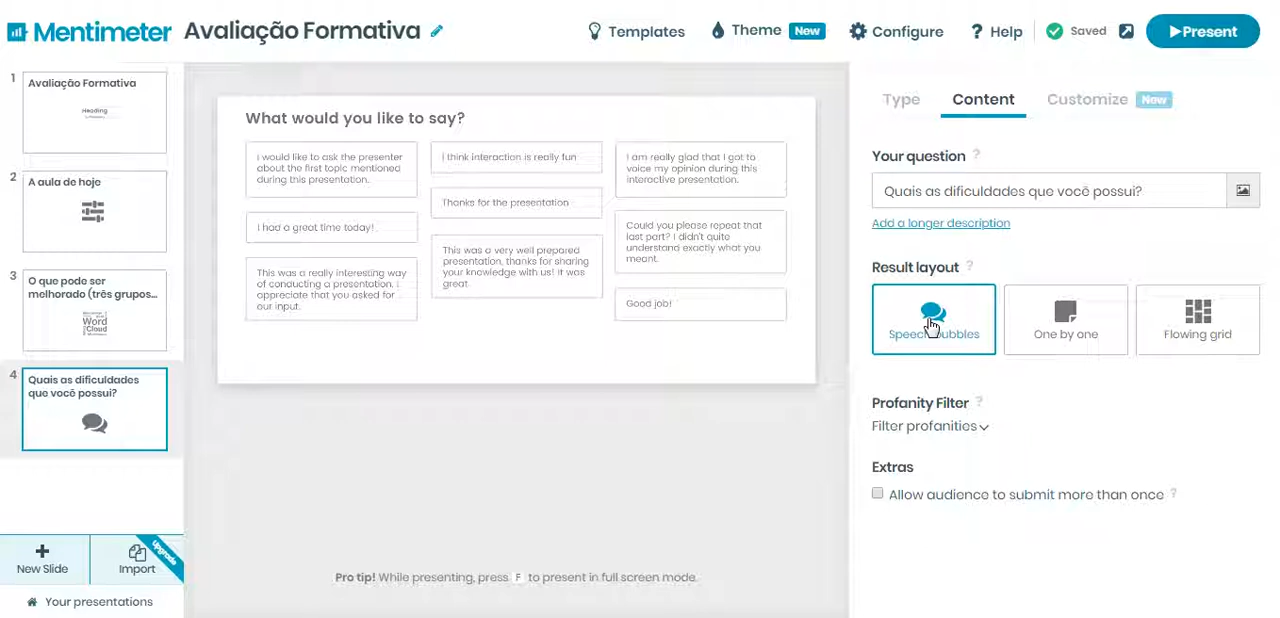 Mentimeter
Avaliação Formativa
Templates
Theme New
Configure
? Help
Saved
Present
1
Avaliação Formativa
Heading
2
A aula de hoje
3
O que pode ser
melhorado (três grupos...
Word
Cloud
4
Quais as dificuldades
que você possui?
New Slide
Import
Upgrade
Your presentations
What would you like to say?
I would like to ask the presenter
about the first topic mentioned
during this presentation.
I had a great time today!
This was a really interesting way
of conducting a presentation. I
appreciate that you asked for
our input.
I think interaction is really fun
Thanks for the presentation
This was a very well prepared
presentation, thanks for sharing
your knowledge with us! It was
great.
I am really glad that I got to
voice my opinion during this
interactive presentation.
Could you please repeat that
last part? I didn't quite
understand exactly what you
meant.
Good job!
Pro tip! While presenting, press F to present in full screen mode.
Type
Content
Customize New
Your question ?
Quais as dificuldades que você possui?
Add a longer description
Result layout ?
Speech bubbles
One by one
Flowing grid
Profanity Filter ?
Filter profanities
Extras
Allow audience to submit more than once ?